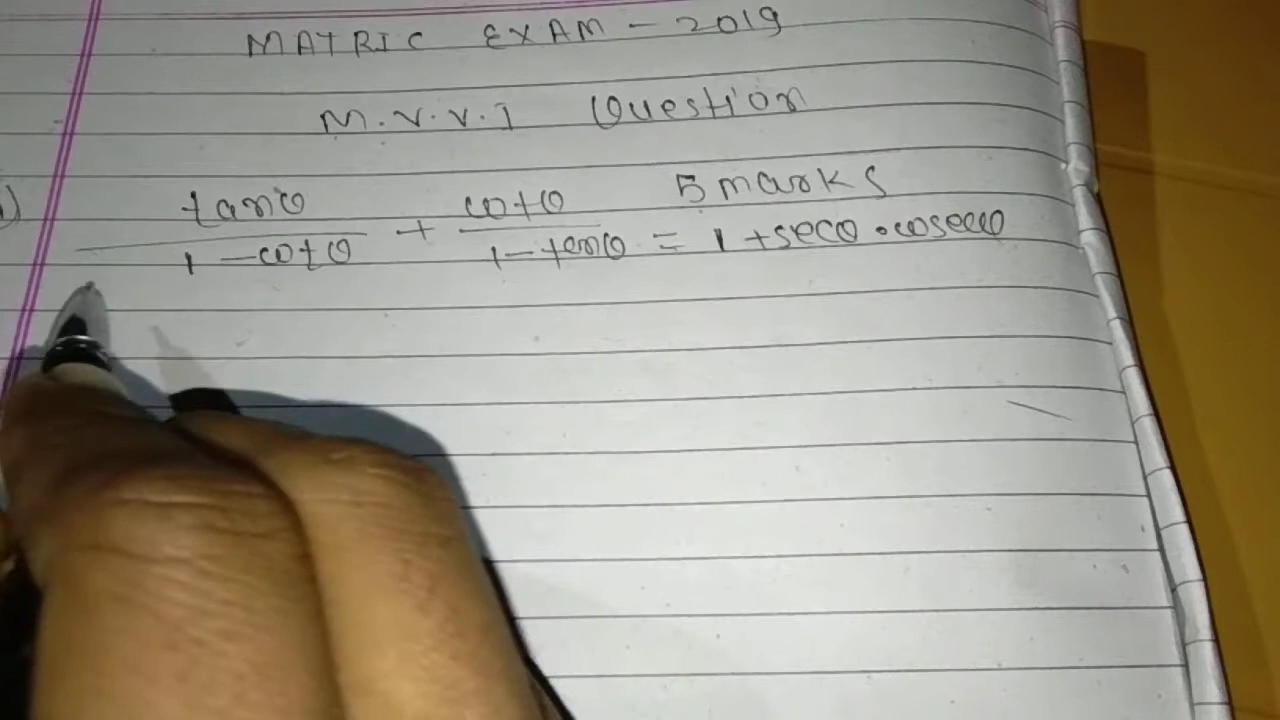 MATRIC EXAM - 2019
M.V.V.I Question
5 marks
tanθ / 1 - cotθ + cotθ / 1 - tanθ = 1 + secθ . cosecθ